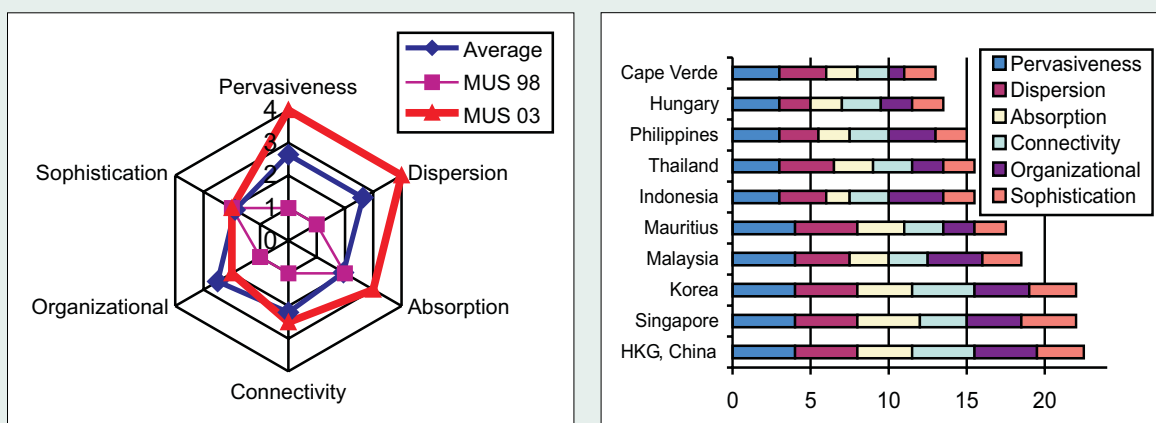 Average
MUS 98
MUS 03
Pervasiveness
4
3
2
1
0
Sophistication
Dispersion
Organizational
Absorption
Connectivity
Cape Verde
Hungary
Philippines
Thailand
Indonesia
Mauritius
Malaysia
Korea
Singapore
HKG, China
Pervasiveness
Dispersion
Absorption
Connectivity
Organizational
Sophistication
0 5 10 15 20